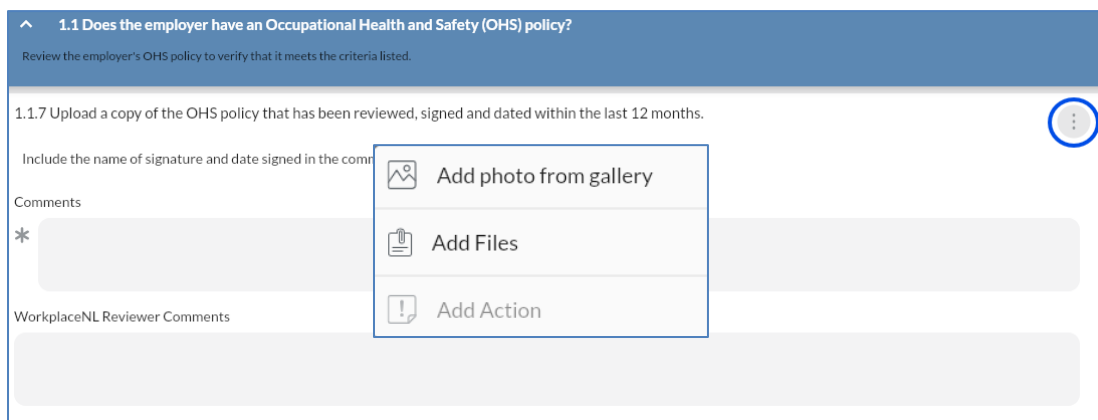 1.1 Does the employer have an Occupational Health and Safety (OHS) policy?
Review the employer's OHS policy to verify that it meets the criteria listed.
1.1.7 Upload a copy of the OHS policy that has been reviewed, signed and dated within the last 12 months.
Include the name of signature and date signed in the
Add photo from gallery
Comments
*
Add Files
Add Action
WorkplaceNL Reviewer Comments